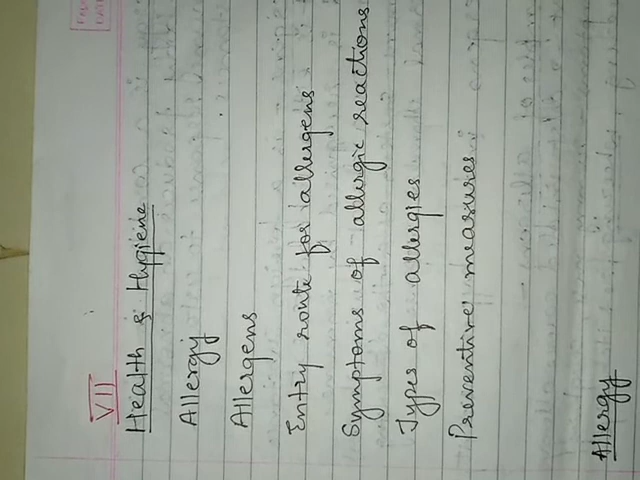 VII
Health & Hygiene
Allergy
Allergens
Entry route for allergens
Symptoms of allergic reactions
Types of allergies
Preventive measures
Allergy